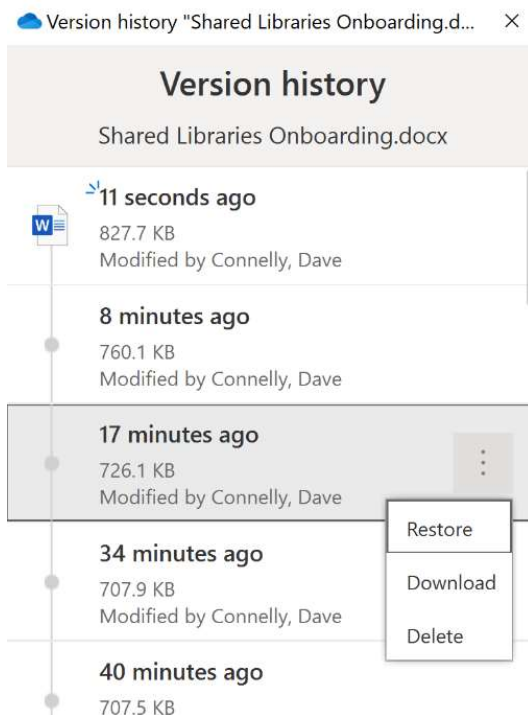 Version history "Shared Libraries Onboarding.d...
Version history
Shared Libraries Onboarding.docx
11 seconds ago
827.7 KB
Modified by Connelly, Dave
8 minutes ago
760.1 KB
Modified by Connelly, Dave
17 minutes ago
726.1 KB
Modified by Connelly, Dave
Restore
Download
Delete
34 minutes ago
707.9 KB
Modified by Connelly, Dave
40 minutes ago
707.5 KB